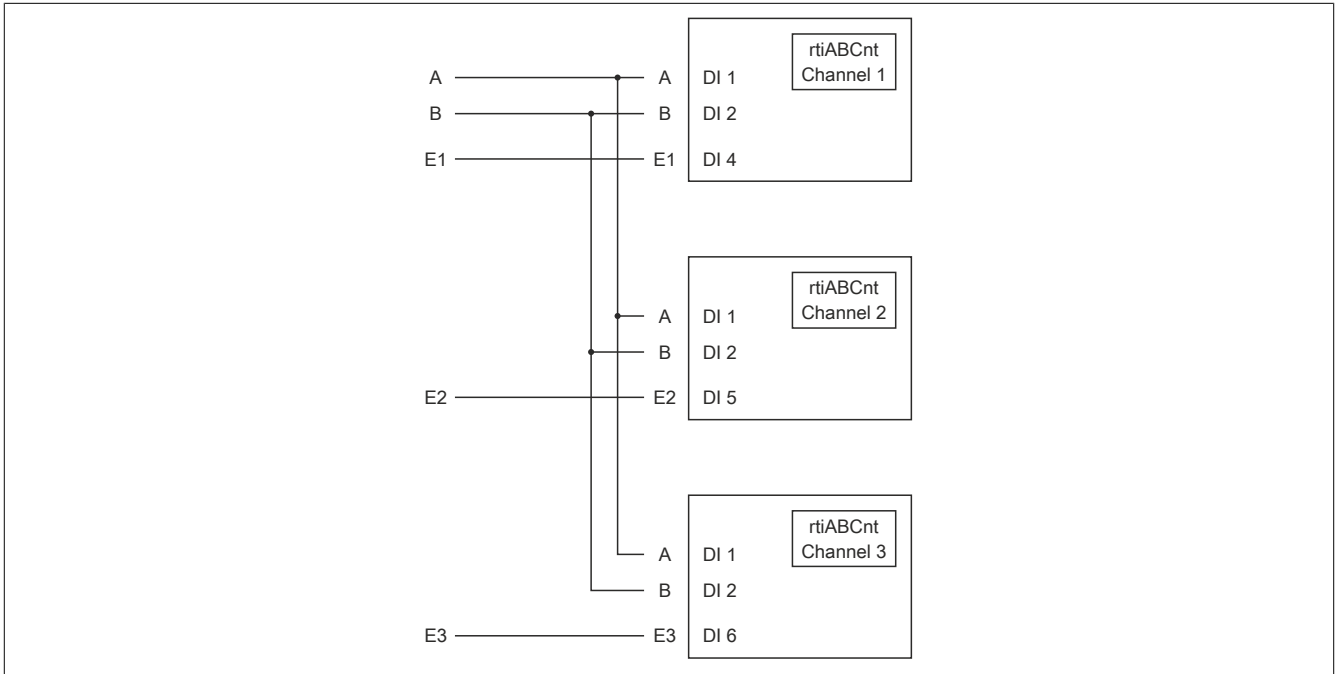 rtiABCnt
Channel 1
A A DI 1
B B DI 2
E1 E1 DI 4
rtiABCnt
Channel 2
A DI 1
B DI 2
E2 E2 DI 5
rtiABCnt
Channel 3
A DI 1
B DI 2
E3 E3 DI 6